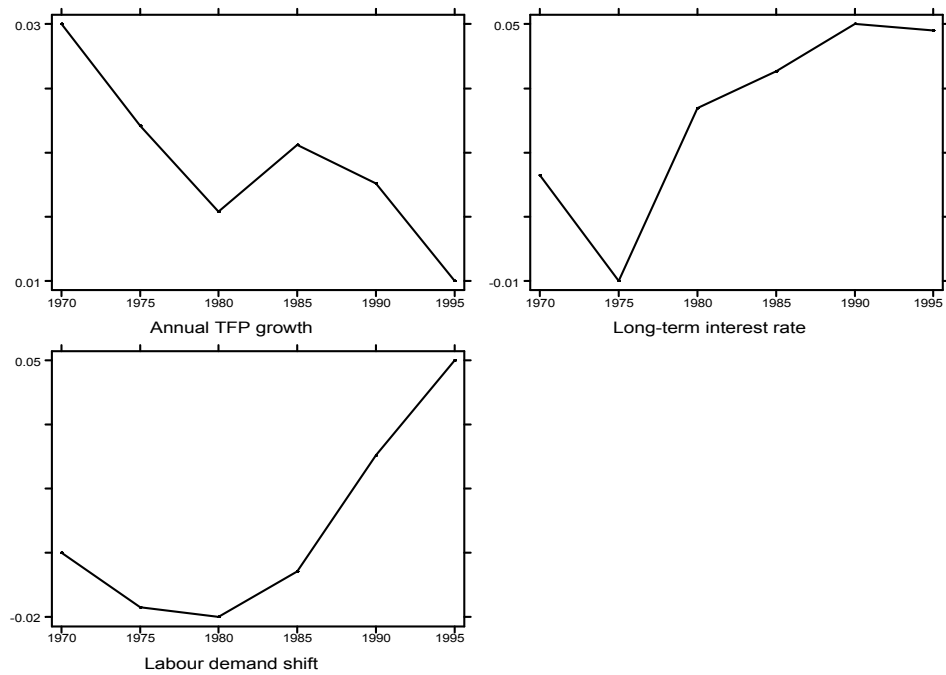 0.03
0.01
1970 1975 1980 1985 1990 1995
Annual TFP growth
0.05
-0.01
1970 1975 1980 1985 1990 1995
Long-term interest rate
0.05
-0.02
1970 1975 1980 1985 1990 1995
Labour demand shift